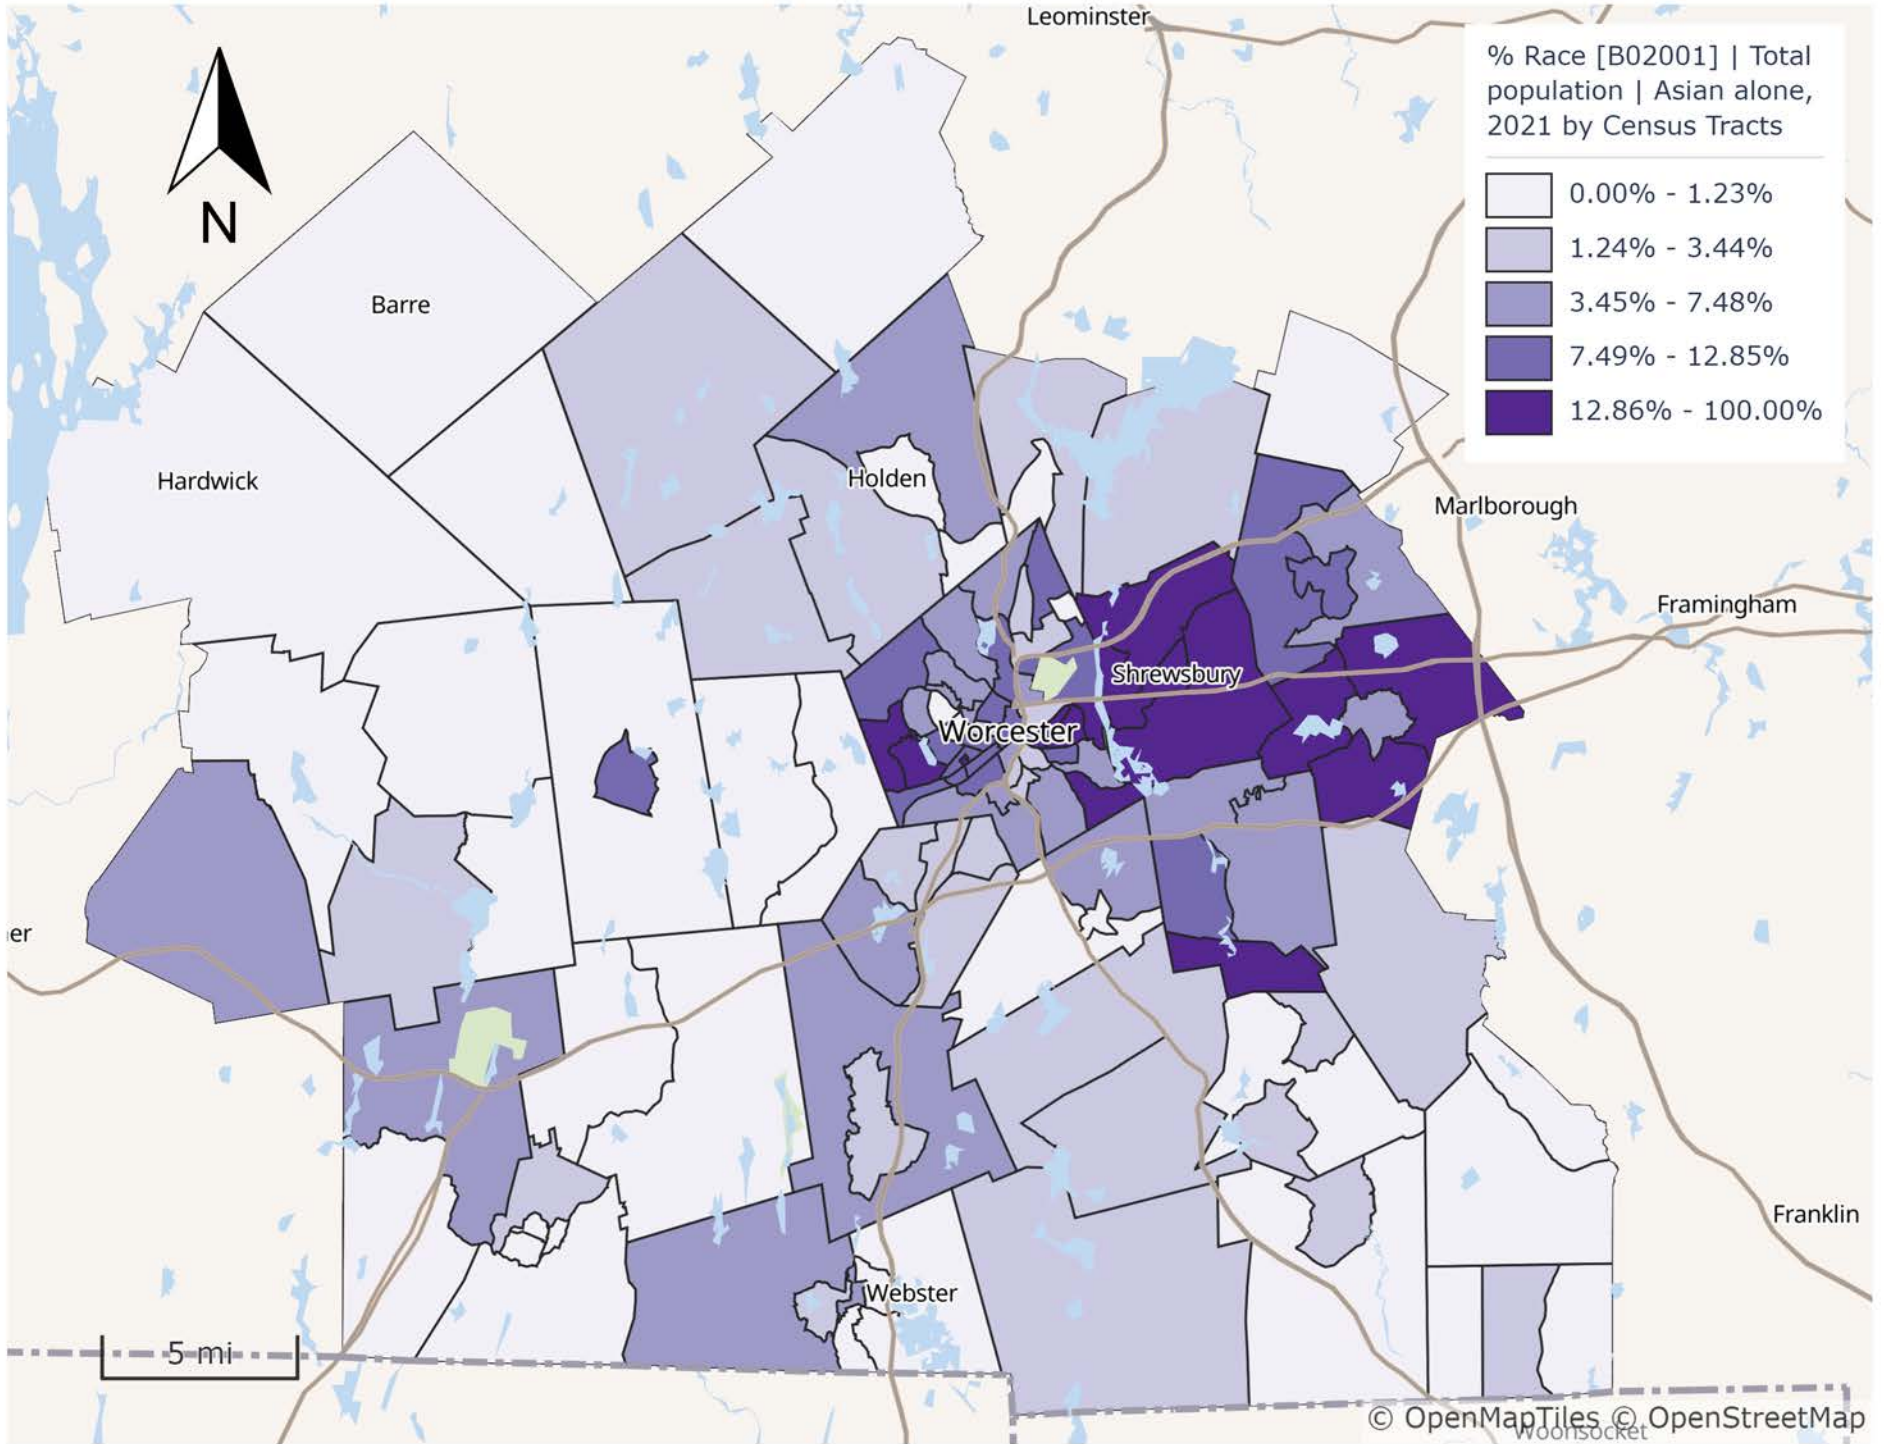 Leominster
% Race [B02001] | Total
population | Asian alone,
2021 by Census Tracts
0.00% - 1.23%
1.24% - 3.44%
3.45% - 7.48%
7.49% - 12.85%
12.86% - 100.00%
N
Barre
Hardwick
Holden
Marlborough
Framingham
Shrewsbury
Worcester
er
Franklin
Webster
5 mi
© OpenMapTiles © OpenStreetMap
Woonsocket